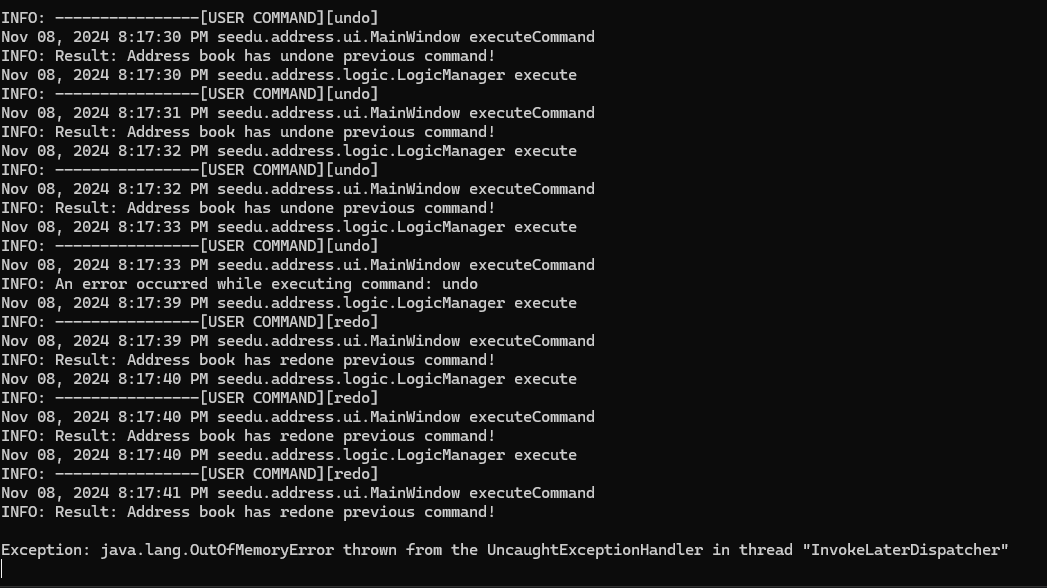 INFO: ----------------[USER COMMAND][undo]
Nov 08, 2024 8:17:30 PM seedu.address.ui.MainWindow executeCommand
INFO: Result: Address book has undone previous command!
Nov 08, 2024 8:17:30 PM seedu.address.logic.LogicManager execute
INFO: ----------------[USER COMMAND][undo]
Nov 08, 2024 8:17:31 PM seedu.address.ui.MainWindow executeCommand
INFO: Result: Address book has undone previous command!
Nov 08, 2024 8:17:32 PM seedu.address.logic.LogicManager execute
INFO: ----------------[USER COMMAND][undo]
Nov 08, 2024 8:17:32 PM seedu.address.ui.MainWindow executeCommand
INFO: Result: Address book has undone previous command!
Nov 08, 2024 8:17:33 PM seedu.address.logic.LogicManager execute
INFO: ----------------[USER COMMAND][undo]
Nov 08, 2024 8:17:33 PM seedu.address.ui.MainWindow executeCommand
INFO: An error occurred while executing command: undo
Nov 08, 2024 8:17:39 PM seedu.address.logic.LogicManager execute
INFO: ----------------[USER COMMAND][redo]
Nov 08, 2024 8:17:39 PM seedu.address.ui.MainWindow executeCommand
INFO: Result: Address book has redone previous command!
Nov 08, 2024 8:17:40 PM seedu.address.logic.LogicManager execute
INFO: ----------------[USER COMMAND][redo]
Nov 08, 2024 8:17:40 PM seedu.address.ui.MainWindow executeCommand
INFO: Result: Address book has redone previous command!
Nov 08, 2024 8:17:40 PM seedu.address.logic.LogicManager execute
INFO: ----------------[USER COMMAND][redo]
Nov 08, 2024 8:17:41 PM seedu.address.ui.MainWindow executeCommand
INFO: Result: Address book has redone previous command!
Exception: java.lang.OutOfMemoryError thrown from the UncaughtExceptionHandler in thread "InvokeLaterDispatcher"